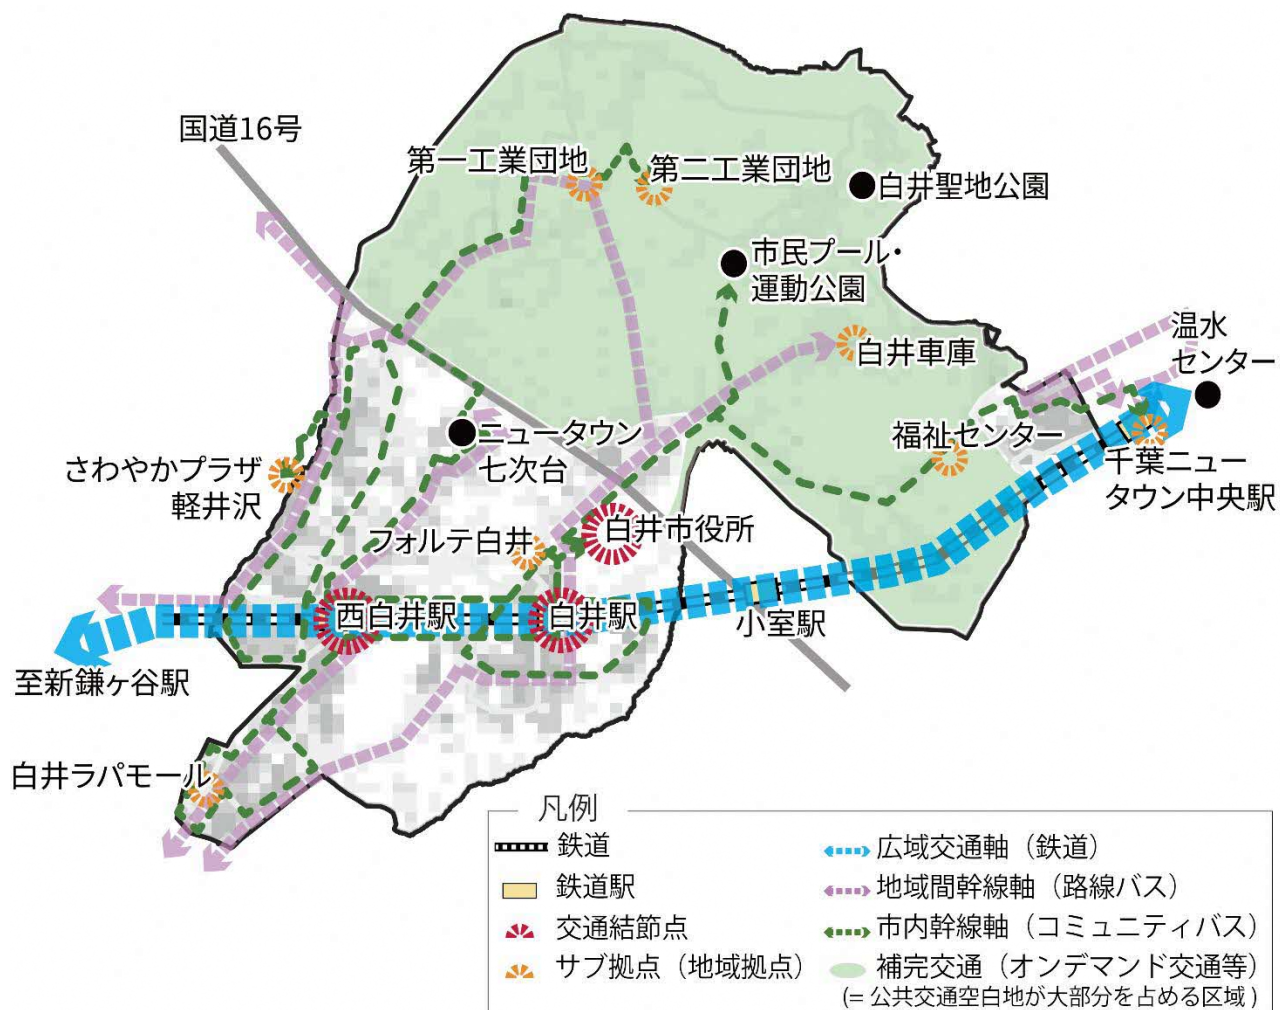 国道16号
第一工業団地
第二工業団地
白井聖地公園
市民プール・
運動公園
白井車庫
温水
センター
ニュータウン
七次台
福祉センター
さわやかプラザ
軽井沢
千葉ニュー
タウン中央駅
フォルテ白井
白井市役所
西白井駅
白井駅
小室駅
至新鎌ヶ谷駅
白井ラパモール
凡例
鉄道
鉄道駅
交通結節点
サブ拠点（地域拠点）
広域交通軸（鉄道）
地域間幹線軸（路線バス）
市内幹線軸（コミュニティバス）
補完交通（オンデマンド交通等）
(= 公共交通空白地が大部分を占める区域 )